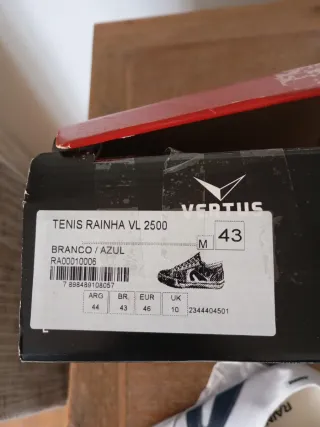 VERTUS
TENIS RAINHA VL 2500
M 43
BRANCO / AZUL
RA00010006
7 898489108057
ARG BR. EUR UK
44 43 46 10 2344404501